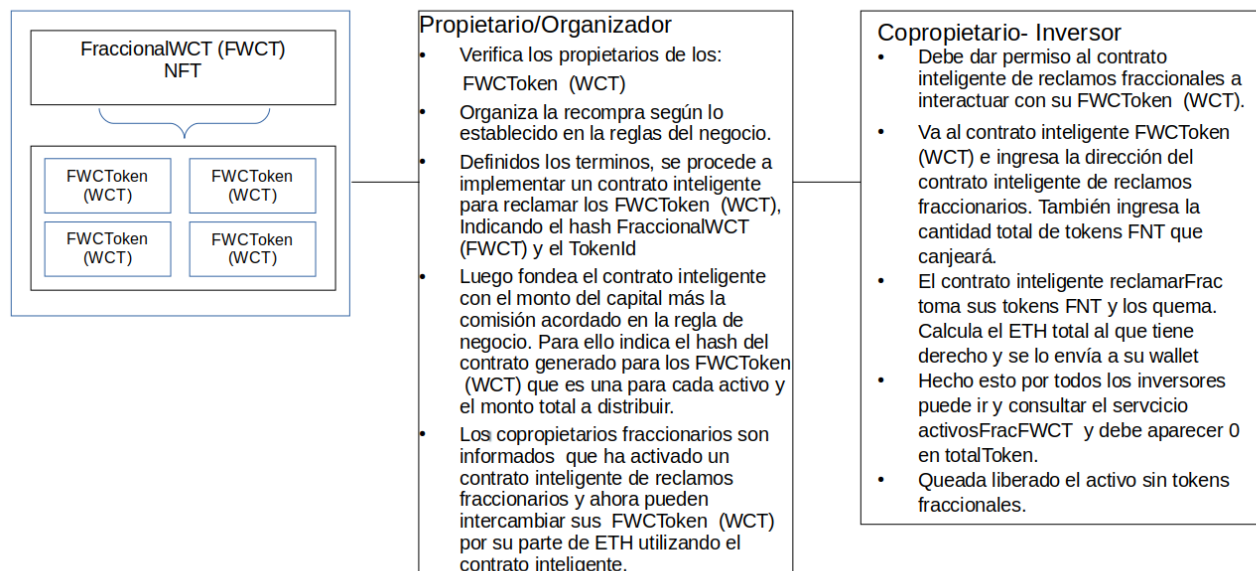 FraccionalWCT (FWCT)
NFT
FWCToken
(WCT)
FWCToken
(WCT)
FWCToken
(WCT)
FWCToken
(WCT)
Propietario/Organizador
• Verifica los propietarios de los:
FWCToken (WCT)
• Organiza la recompra según lo
establecido en la reglas del negocio.
• Definidos los terminos, se procede a
implementar un contrato inteligente
para reclamar los FWCToken (WCT),
Indicando el hash FraccionalWCT
(FWCT) y el TokenId
• Luego fondea el contrato inteligente
con el monto del capital más la
comisión acordado en la regla de
negocio. Para ello indica el hash del
contrato generado para los FWCToken
(WCT) que es una para cada activo y
el monto total a distribuir.
• Los copropietarios fraccionarios son
informados que ha activado un
contrato inteligente de reclamos
fraccionarios y ahora pueden
intercambiar sus FWCToken (WCT)
por su parte de ETH utilizando el
contrato inteligente.
Copropietario- Inversor
• Debe dar permiso al contrato
inteligente de reclamos fraccionales a
interactuar con su FWCToken (WCT).
• Va al contrato inteligente FWCToken
(WCT) e ingresa la dirección del
contrato inteligente de reclamos
fraccionarios. También ingresa la
cantidad total de tokens FNT que
canjeará.
• El contrato inteligente reclamarFrac
toma sus tokens FNT y los quema.
Calcula el ETH total al que tiene
derecho y se lo envía a su wallet
• Hecho esto por todos los inversores
puede ir y consultar el servcicio
activosFracFWCT y debe aparecer 0
en totalToken.
• Queada liberado el activo sin tokens
fraccionales.